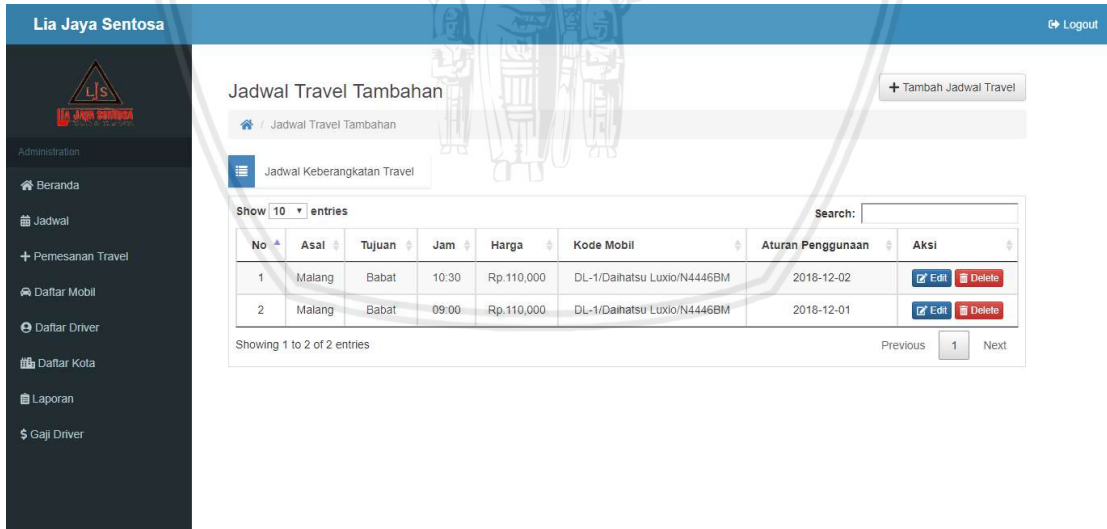 Lia Jaya Sentosa
Logout
LJS
LIA JAYA SENTOSA
Administration
Beranda
Jadwal
Pemesanan Travel
Daftar Mobil
Daftar Driver
Daftar Kota
Laporan
$ Gaji Driver
Jadwal Travel Tambahan
+ Tambah Jadwal Travel
/ Jadwal Travel Tambahan
Jadwal Keberangkatan Travel
Show 10 entries
Search:
No Asal Tujuan Jam Harga Kode Mobil Aturan Penggunaan Aksi
1 Malang Babat 10:30 Rp.110,000 DL-1/Daihatsu Luxio/N4446BM 2018-12-02 Edit Delete
2 Malang Babat 09:00 Rp.110,000 DL-1/Daihatsu Luxio/N4446BM 2018-12-01 Edit Delete
Showing 1 to 2 of 2 entries
Previous 1 Next